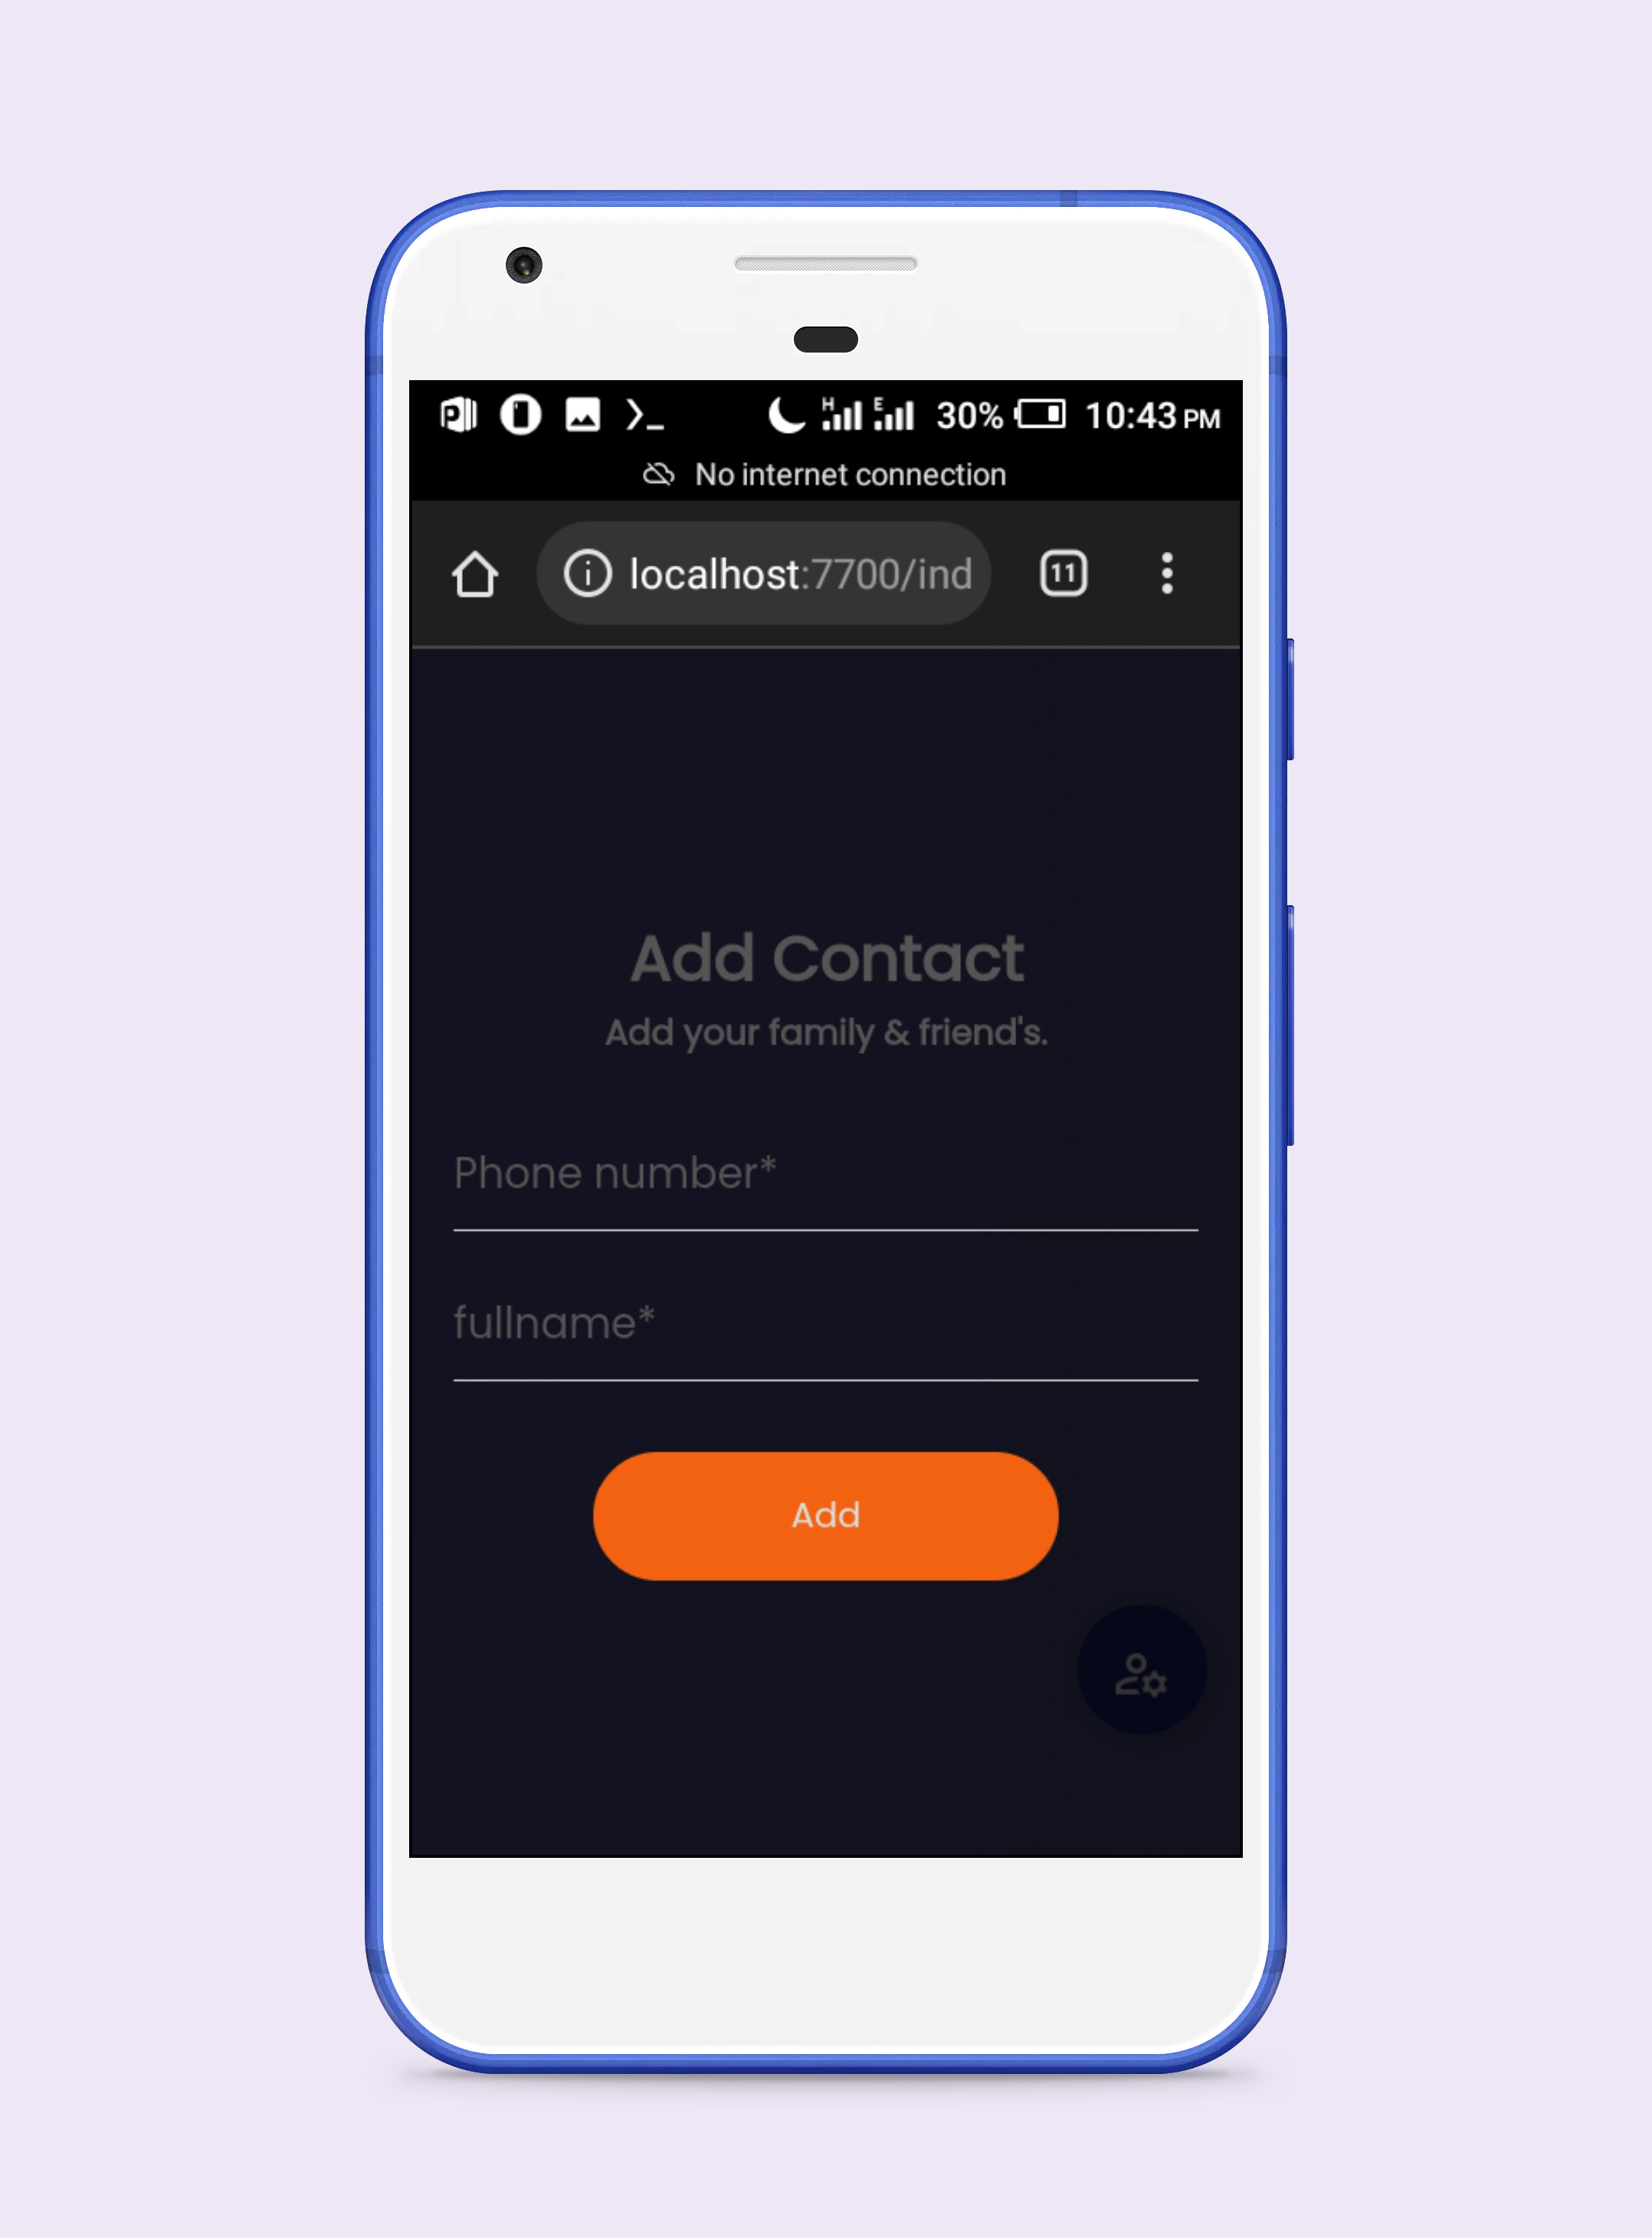 H E 30% 10:43 PM
No internet connection
localhost:7700/ind 11
Add Contact
Add your family & friend's.
Phone number*
fullname*
Add